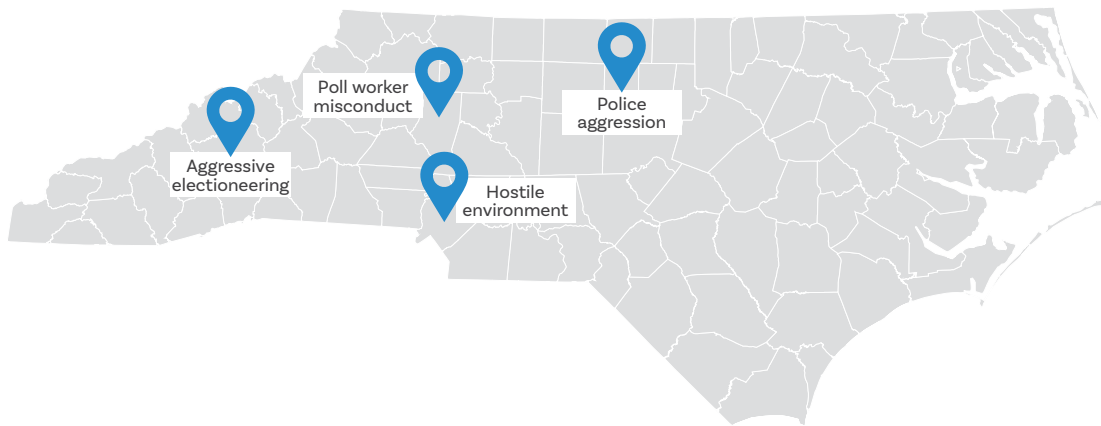 Poll worker
misconduct
Police
aggression
Aggressive
electioneering
Hostile
environment